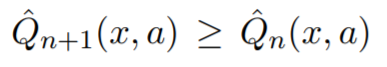 Q̂ₙ₊₁(x, a) ≥ Q̂ₙ(x, a)